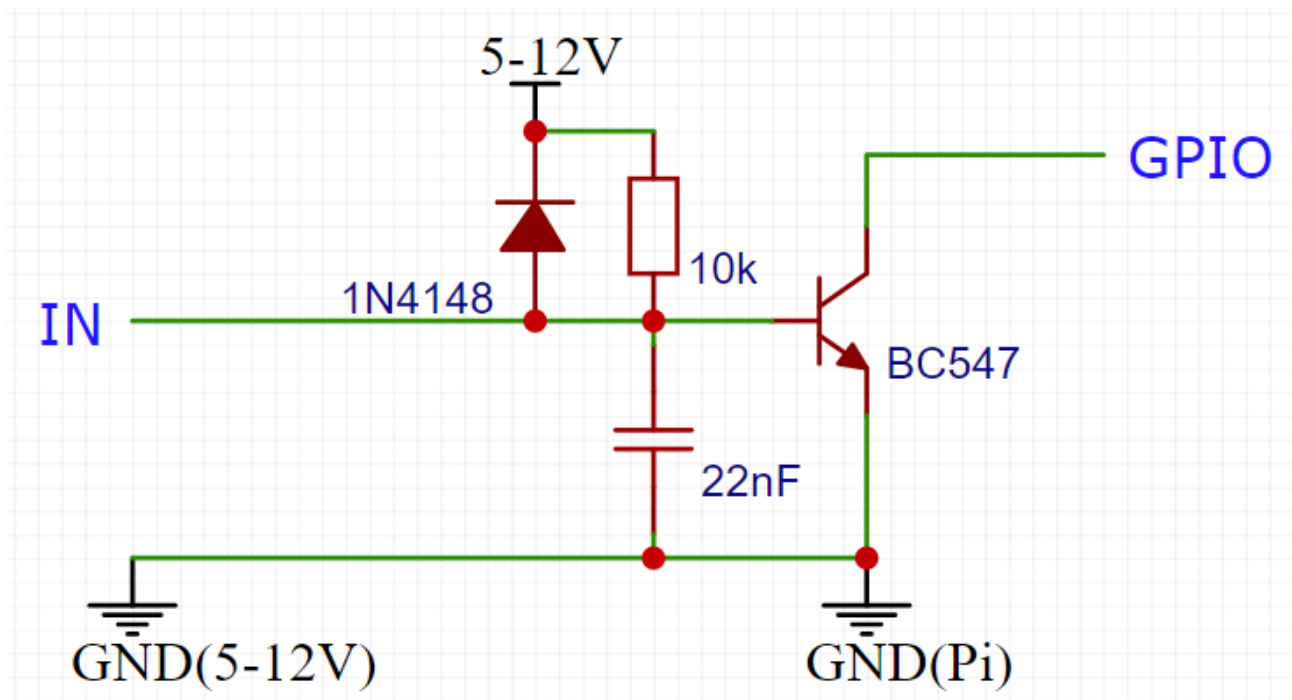 5-12V
GPIO
10k
1N4148
IN
BC547
22nF
GND(5-12V)
GND(Pi)